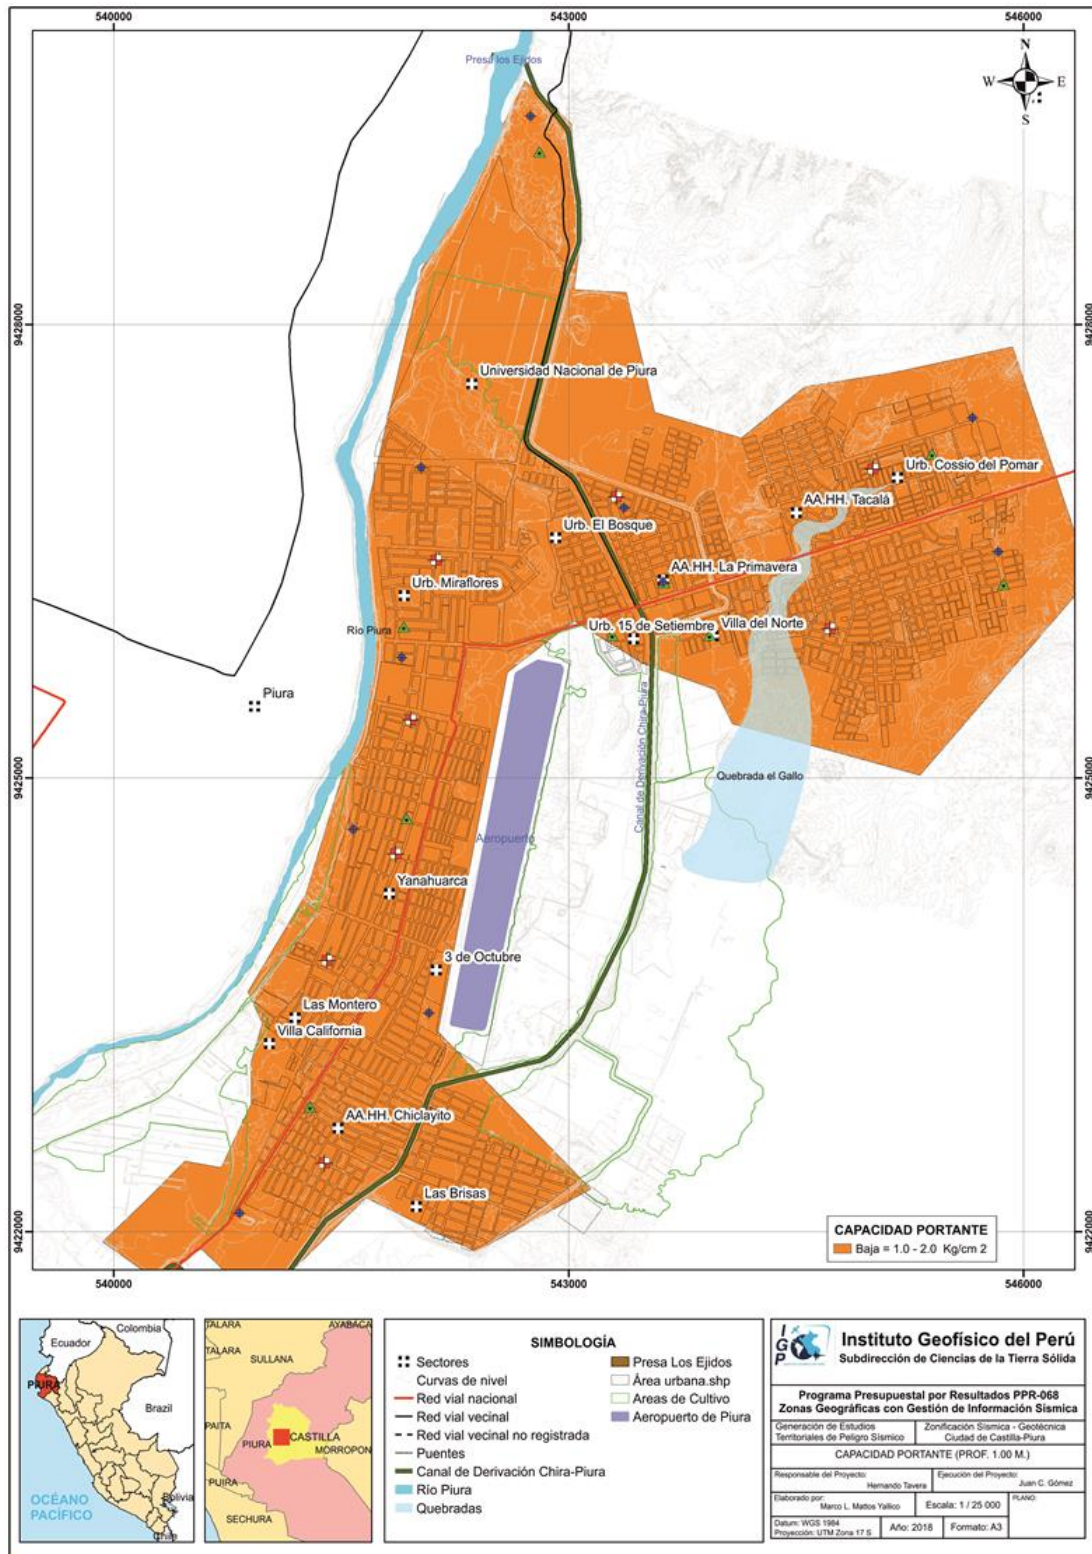 540000
543000
546000
Presa los Ejidos
N
W
E
S
9428000
9428000
Universidad Nacional de Piura
Urb. Cossio del Pomar
AA.HH. Tacalá
Urb. El Bosque
AA.HH. La Primavera
Urb. Miraflores
Urb. 15 de Setiembre
Villa del Norte
Río Piura
Piura
Canal de Derivación Chira-Piura
9425000
Quebrada el Gallo
9425000
Aeropuerto
Yanahuarca
3 de Octubre
Las Montero
Villa California
AA.HH. Chiclayito
Las Brisas
9422000
9422000
CAPACIDAD PORTANTE
Baja = 1.0 - 2.0 Kg/cm 2
540000
543000
546000
Ecuador
Colombia
PIURA
Brazil
OCÉANO
PACÍFICO
Bolivia
Chile
TALARA
AYABACA
TALARA
SULLANA
PAITA
PIURA
CASTILLA
MORROPON
PUIRA
SECHURA
SIMBOLOGÍA
Sectores
Curvas de nivel
Red vial nacional
Red vial vecinal
Red vial vecinal no registrada
Puentes
Canal de Derivación Chira-Piura
Río Piura
Quebradas
Presa Los Ejidos
Área urbana.shp
Areas de Cultivo
Aeropuerto de Piura
IGP
Instituto Geofísico del Perú
Subdirección de Ciencias de la Tierra Sólida
Programa Presupuestal por Resultados PPR-068
Zonas Geográficas con Gestión de Información Sísmica
Generación de Estudios
Territoriales de Peligro Sísmico
Zonificación Sísmica - Geotécnica
Ciudad de Castilla-Piura
CAPACIDAD PORTANTE (PROF. 1.00 M.)
Responsable del Proyecto:
Hernando Tavera
Ejecución del Proyecto:
Juan C. Gómez
Elaborado por:
Marco L. Mattos Yallico
Escala: 1 / 25 000
PLANO:
Datum: WGS 1984
Proyección: UTM Zona 17 S
Año: 2018
Formato: A3